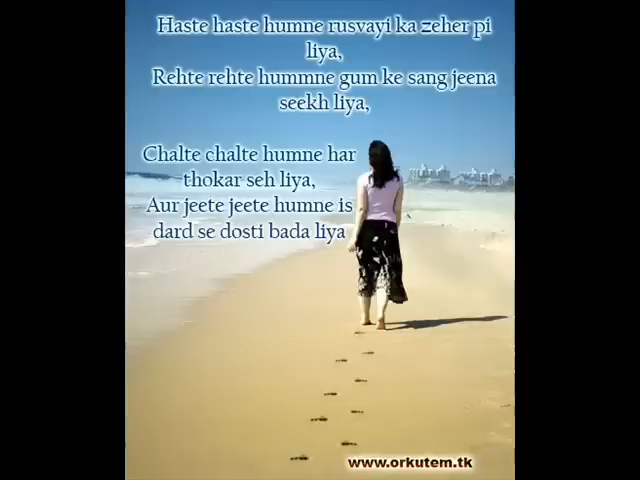 Haste haste humne rusvayi ka zeher pi
liya,
Rehte rehte hummne gum ke sang jeena
seekh liya,
Chalte chalte humne har
thokar seh liya,
Aur jeete jeete humne is
dard se dosti bada liya
www.orkutem.tk